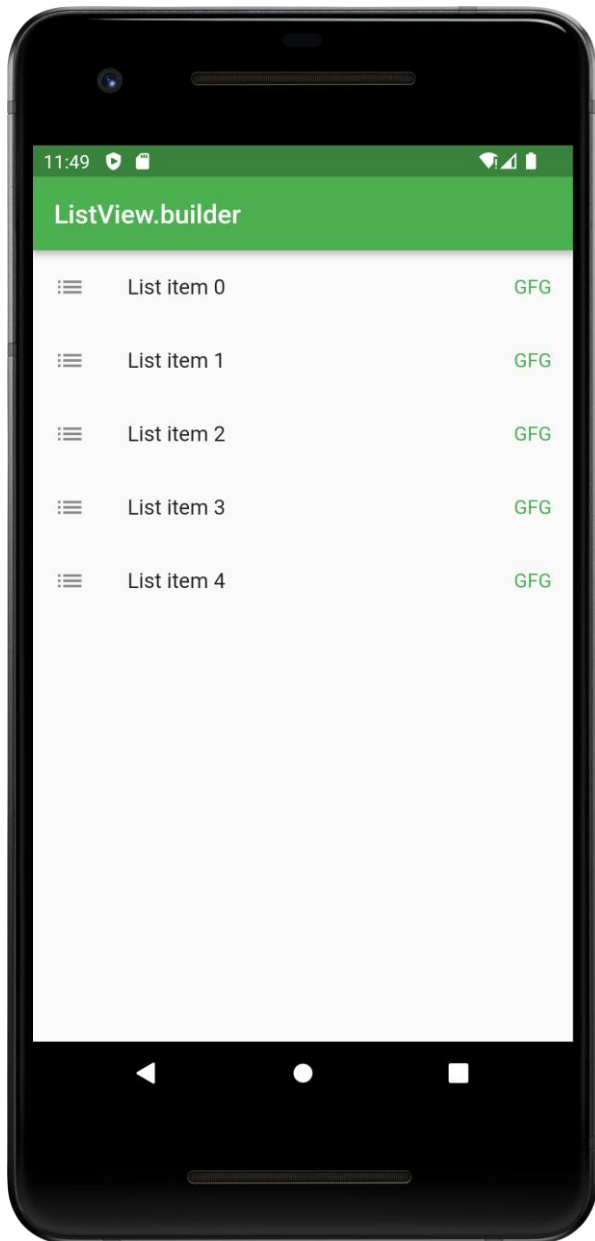 11:49
ListView.builder
List item 0 GFG
List item 1 GFG
List item 2 GFG
List item 3 GFG
List item 4 GFG